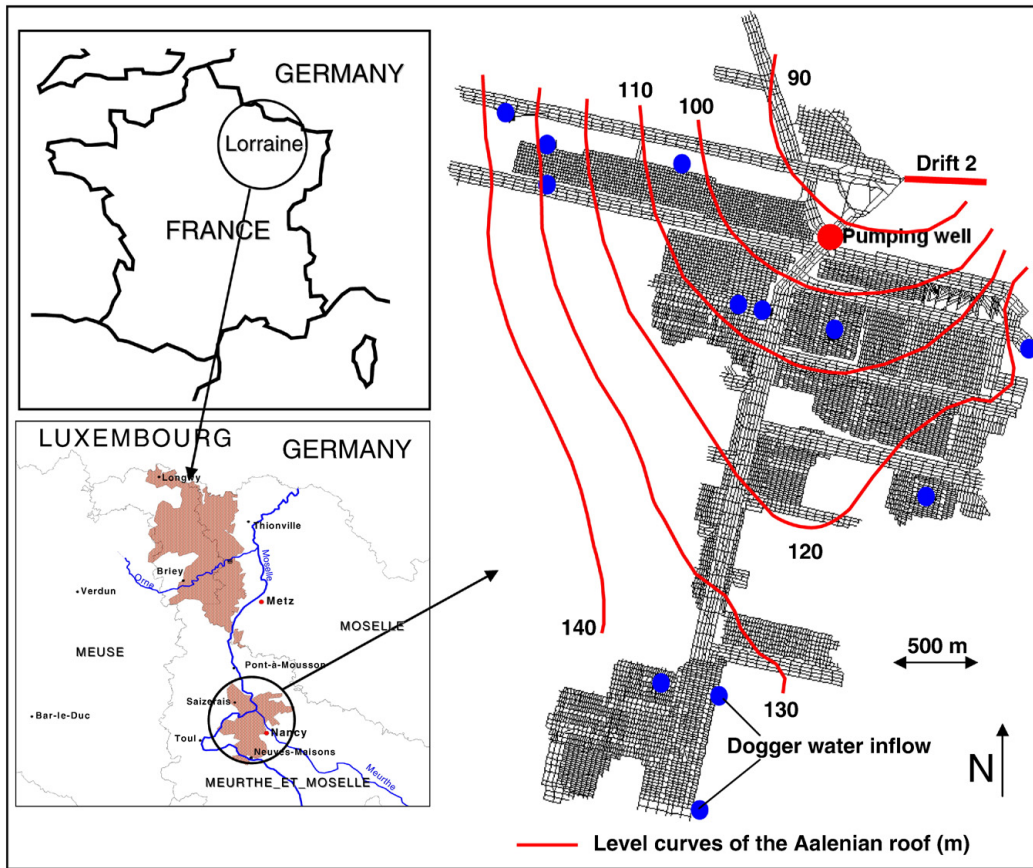 GERMANY
Lorraine
FRANCE
LUXEMBOURG
GERMANY
Longwy
Thionville
Moselle
Briey
Orne
Verdun
Metz
MOSELLE
MEUSE
Pont-à-Mousson
Saizerais
Bar-le-Duc
Toul
Nancy
Neuves-Maisons
Meurthe
MEURTHE_ET_MOSELLE
90
110
100
Drift 2
Pumping well
120
140
500 m
130
Dogger water inflow
N
Level curves of the Aalenian roof (m)